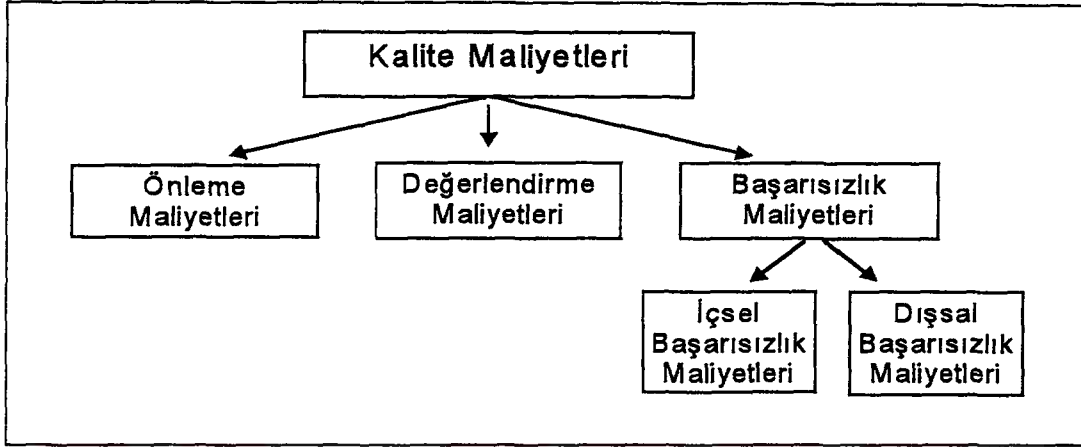 Kalite Maliyetleri
Önleme
Maliyetleri
Değerlendirme
Maliyetleri
Başarısızlık
Maliyetleri
İçsel
Başarısızlık
Maliyetleri
Dışsal
Başarısızlık
Maliyetleri